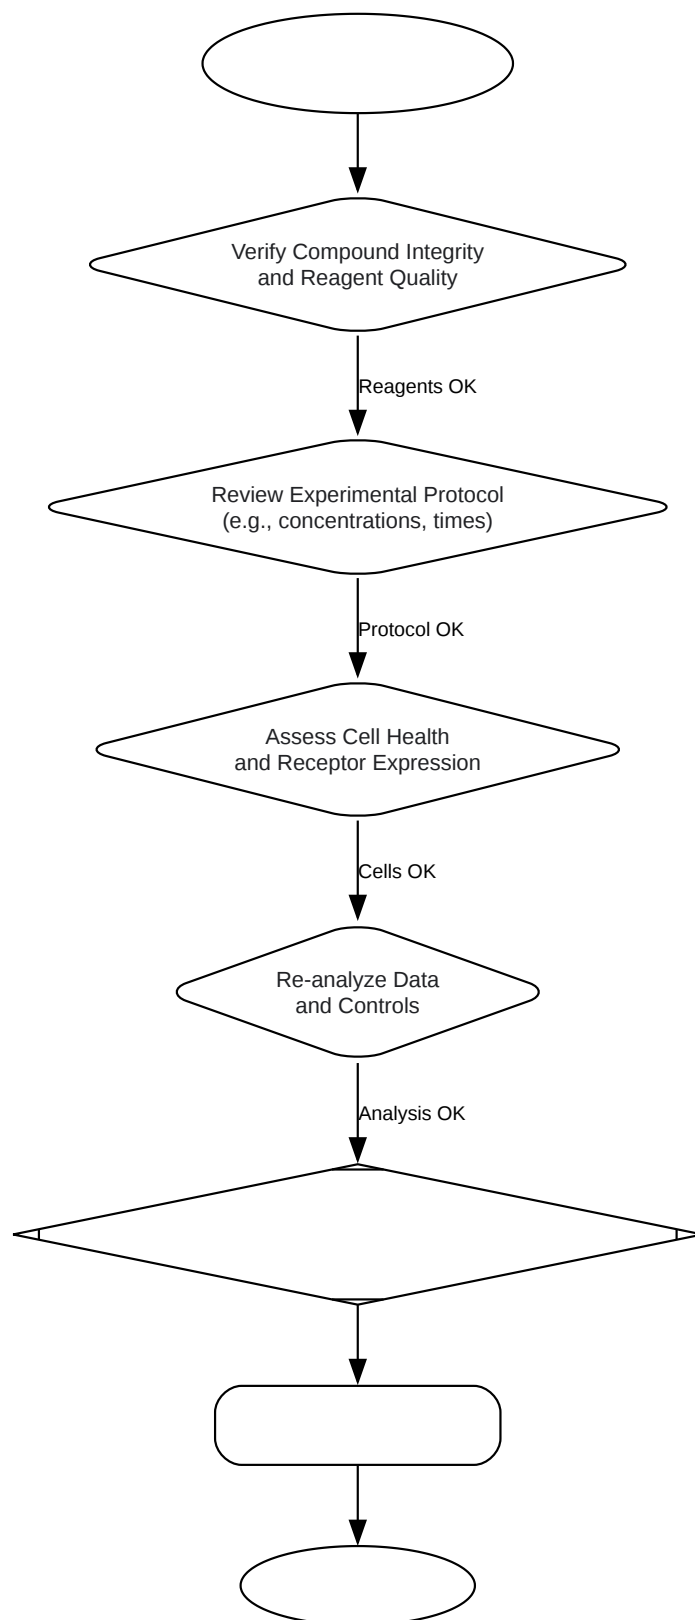 Verify Compound Integrity
and Reagent Quality
Reagents OK
Review Experimental Protocol
(e.g., concentrations, times)
Protocol OK
Assess Cell Health
and Receptor Expression
Cells OK
Re-analyze Data
and Controls
Analysis OK